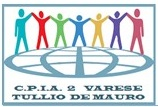 C.P.I.A. 2 VARESE
TULLIO DE MAURO